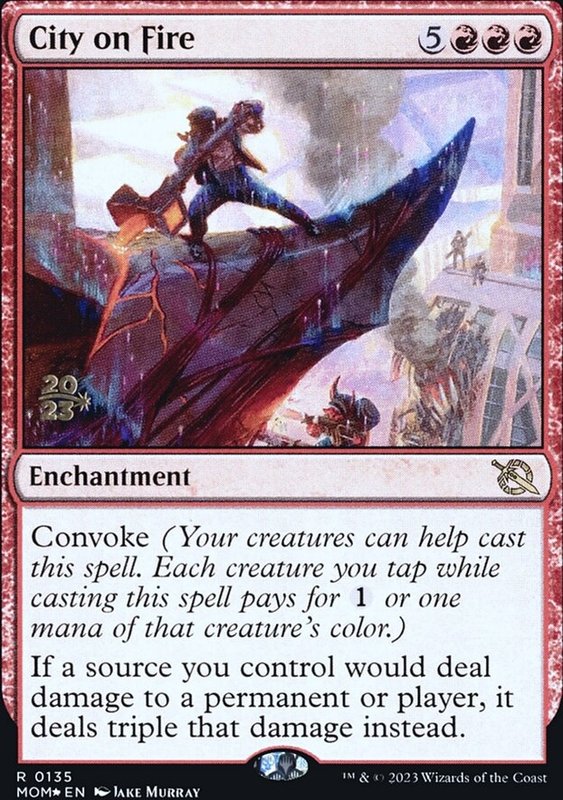 City on Fire 5
20
23*
Enchantment
Convoke (Your creatures can help cast
this spell. Each creature you tap while
casting this spell pays for 1 or one
mana of that creature's color.)
If a source you control would deal
damage to a permanent or player, it
deals triple that damage instead.
R 0135
MOM★EN Jake Murray
™ & © 2023 Wizards of the Coast